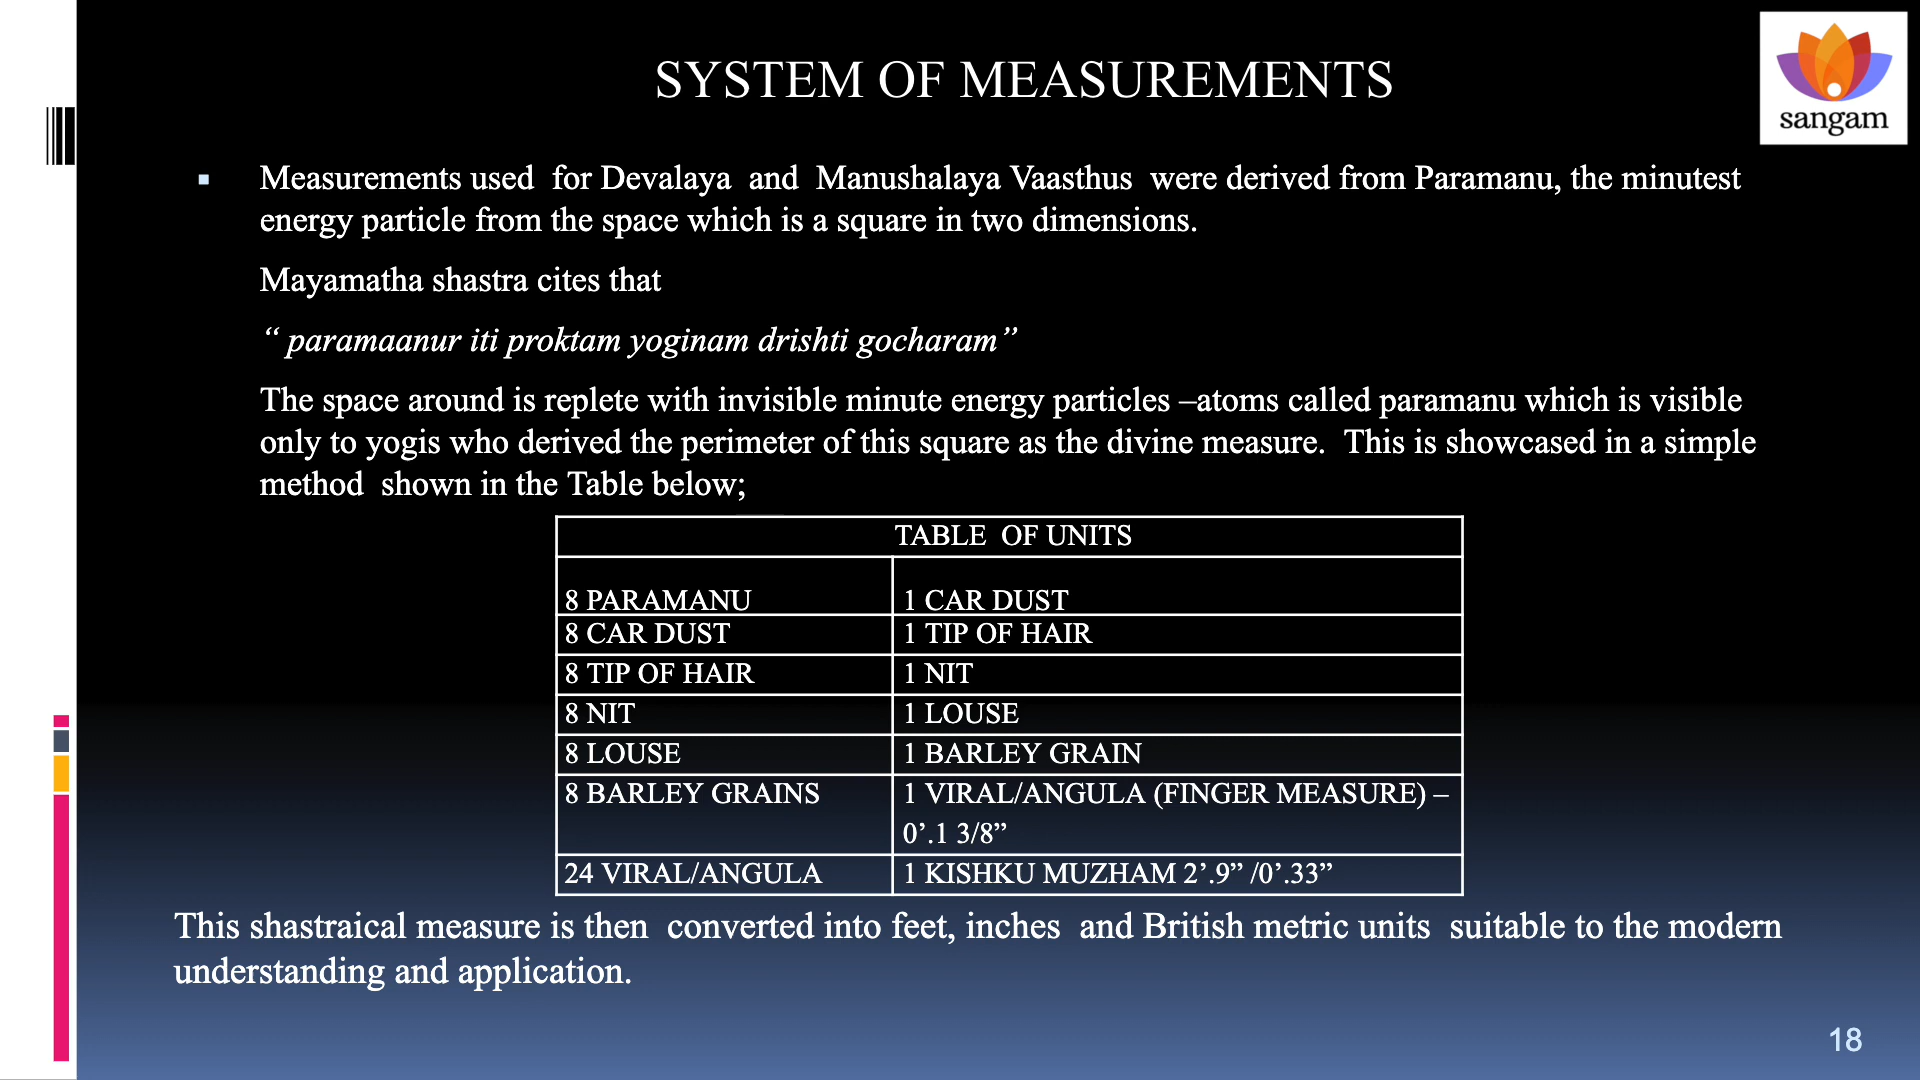 SYSTEM OF MEASUREMENTS
sangam
▪ Measurements used for Devalaya and Manushalaya Vaasthus were derived from Paramanu, the minutest
energy particle from the space which is a square in two dimensions.
Mayamatha shastra cites that
“ paramaanur iti proktam yoginam drishti gocharam”
The space around is replete with invisible minute energy particles –atoms called paramanu which is visible
only to yogis who derived the perimeter of this square as the divine measure. This is showcased in a simple
method shown in the Table below;
TABLE OF UNITS
8 PARAMANU 1 CAR DUST
8 CAR DUST 1 TIP OF HAIR
8 TIP OF HAIR 1 NIT
8 NIT 1 LOUSE
8 LOUSE 1 BARLEY GRAIN
8 BARLEY GRAINS 1 VIRAL/ANGULA (FINGER MEASURE) –
0’.1 3/8”
24 VIRAL/ANGULA 1 KISHKU MUZHAM 2’.9” /0’.33”
This shastraical measure is then converted into feet, inches and British metric units suitable to the modern
understanding and application.
18